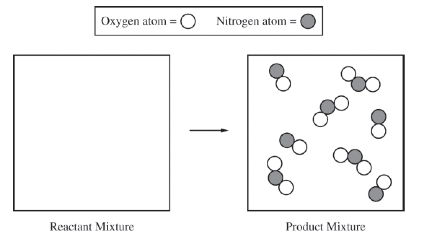 Oxygen atom = Nitrogen atom =
Reactant Mixture Product Mixture